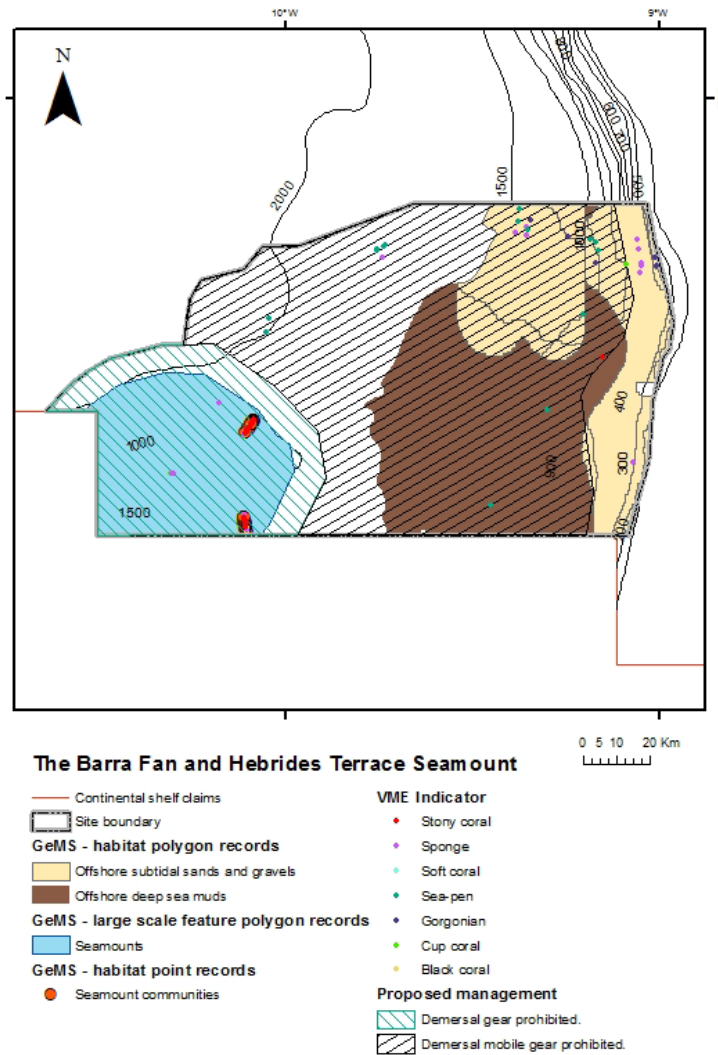 10°W
9°W
N
800
600
700
500
2000
1500
1000
400
1000
300
900
1500
100
The Barra Fan and Hebrides Terrace Seamount
0 5 10 20 Km
Continental shelf claims
Site boundary
GeMS - habitat polygon records
Offshore subtidal sands and gravels
Offshore deep sea muds
GeMS - large scale feature polygon records
Seamounts
GeMS - habitat point records
Seamount communities
VME Indicator
Stony coral
Sponge
Soft coral
Sea-pen
Gorgonian
Cup coral
Black coral
Proposed management
Demersal gear prohibited.
Demersal mobile gear prohibited.